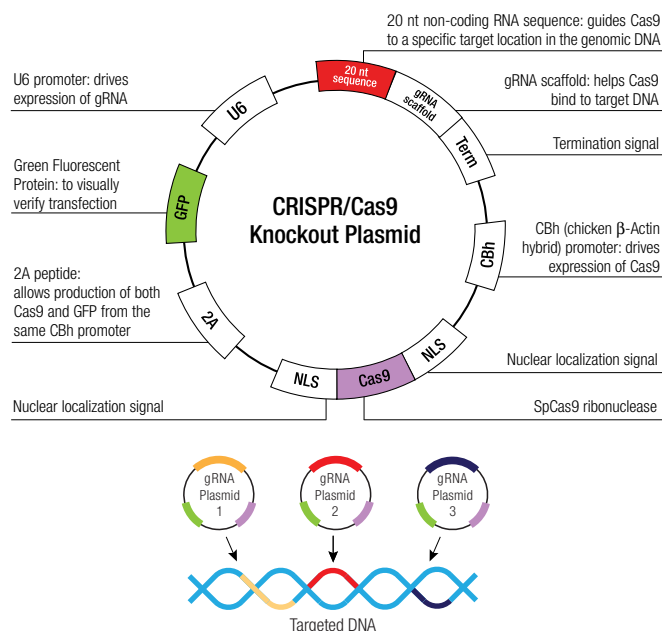 20 nt non-coding RNA sequence: guides Cas9
to a specific target location in the genomic DNA
U6 promoter: drives
expression of gRNA
gRNA scaffold: helps Cas9
bind to target DNA
Termination signal
Green Fluorescent
Protein: to visually
verify transfection
CBh (chicken β-Actin
hybrid) promoter: drives
expression of Cas9
2A peptide:
allows production of both
Cas9 and GFP from the
same CBh promoter
Nuclear localization signal
Nuclear localization signal
SpCas9 ribonuclease
20 nt
sequence
gRNA
scaffold
Term
CBh
NLS
Cas9
NLS
2A
GFP
U6
CRISPR/Cas9
Knockout Plasmid
gRNA
Plasmid
1
gRNA
Plasmid
2
gRNA
Plasmid
3
Targeted DNA